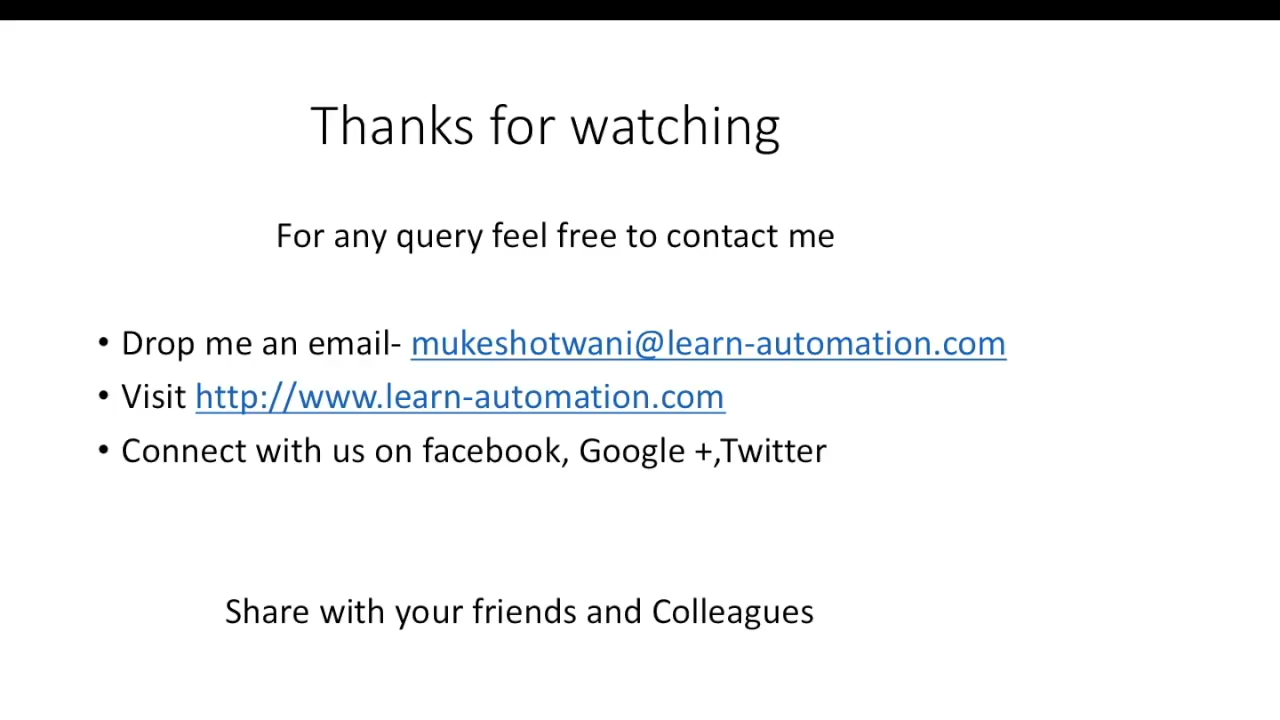 Thanks for watching
For any query feel free to contact me
• Drop me an email- mukeshotwani@learn-automation.com
• Visit http://www.learn-automation.com
• Connect with us on facebook, Google +,Twitter
Share with your friends and Colleagues